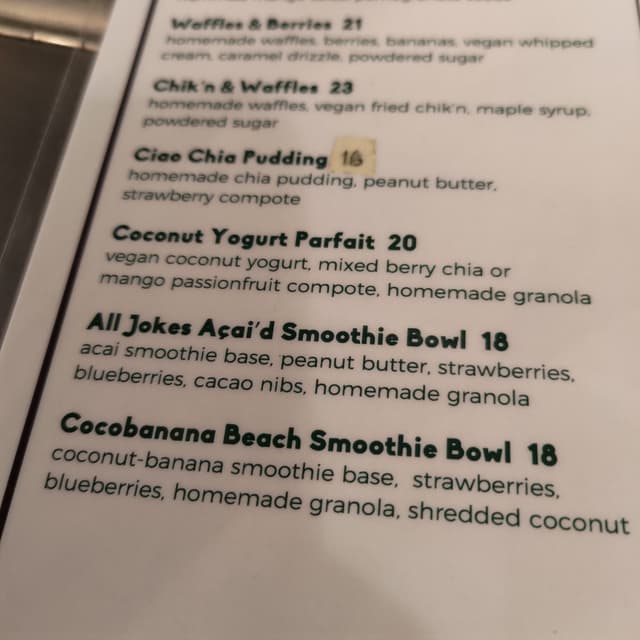 Waffles & Berries 21
homemade waffles, berries, bananas, vegan whipped
cream, caramel drizzle, powdered sugar
Chik'n & Waffles 23
homemade waffles, vegan fried chik'n, maple syrup,
powdered sugar
Ciao Chia Pudding 16
homemade chia pudding, peanut butter,
strawberry compote
Coconut Yogurt Parfait 20
vegan coconut yogurt, mixed berry chia or
mango passionfruit compote, homemade granola
All Jokes Açai'd Smoothie Bowl 18
acai smoothie base, peanut butter, strawberries,
blueberries, cacao nibs, homemade granola
Cocobanana Beach Smoothie Bowl 18
coconut-banana smoothie base, strawberries,
blueberries, homemade granola, shredded coconut